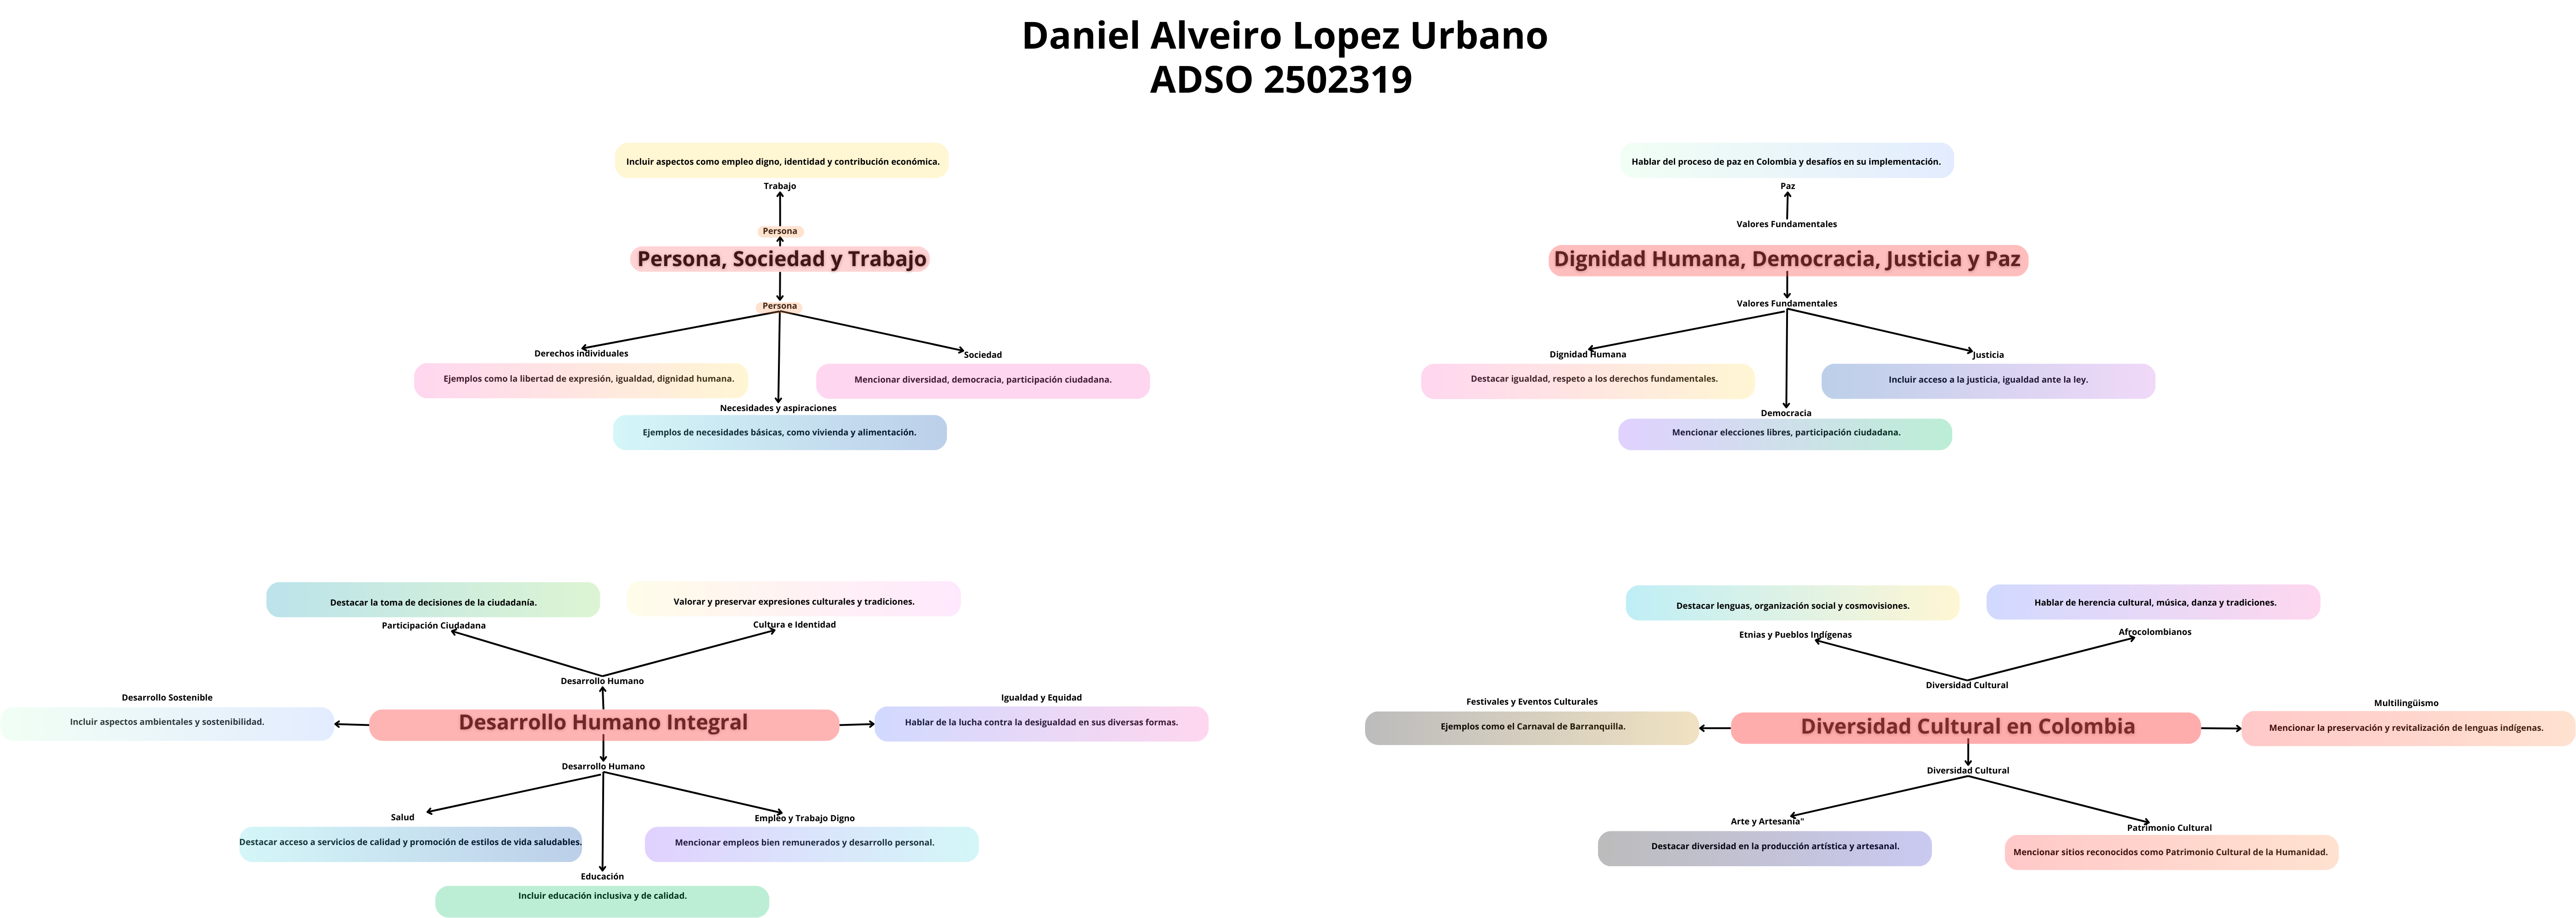 Daniel Alveiro Lopez Urbano
ADSO 2502319
Incluir aspectos como empleo digno, identidad y contribución económica.
Trabajo
Persona
Persona, Sociedad y Trabajo
Persona
Derechos individuales
Ejemplos como la libertad de expresión, igualdad, dignidad humana.
Sociedad
Mencionar diversidad, democracia, participación ciudadana.
Necesidades y aspiraciones
Ejemplos de necesidades básicas, como vivienda y alimentación.
Hablar del proceso de paz en Colombia y desafíos en su implementación.
Paz
Valores Fundamentales
Dignidad Humana, Democracia, Justicia y Paz
Valores Fundamentales
Dignidad Humana
Destacar igualdad, respeto a los derechos fundamentales.
Justicia
Incluir acceso a la justicia, igualdad ante la ley.
Democracia
Mencionar elecciones libres, participación ciudadana.
Destacar la toma de decisiones de la ciudadanía.
Participación Ciudadana
Valorar y preservar expresiones culturales y tradiciones.
Cultura e Identidad
Desarrollo Humano
Desarrollo Sostenible
Incluir aspectos ambientales y sostenibilidad.
Desarrollo Humano Integral
Igualdad y Equidad
Hablar de la lucha contra la desigualdad en sus diversas formas.
Desarrollo Humano
Salud
Destacar acceso a servicios de calidad y promoción de estilos de vida saludables.
Empleo y Trabajo Digno
Mencionar empleos bien remunerados y desarrollo personal.
Educación
Incluir educación inclusiva y de calidad.
Destacar lenguas, organización social y cosmovisiones.
Etnias y Pueblos Indígenas
Hablar de herencia cultural, música, danza y tradiciones.
Afrocolombianos
Diversidad Cultural
Festivales y Eventos Culturales
Ejemplos como el Carnaval de Barranquilla.
Diversidad Cultural en Colombia
Multilingüismo
Mencionar la preservación y revitalización de lenguas indígenas.
Diversidad Cultural
Arte y Artesanía"
Destacar diversidad en la producción artística y artesanal.
Patrimonio Cultural
Mencionar sitios reconocidos como Patrimonio Cultural de la Humanidad.